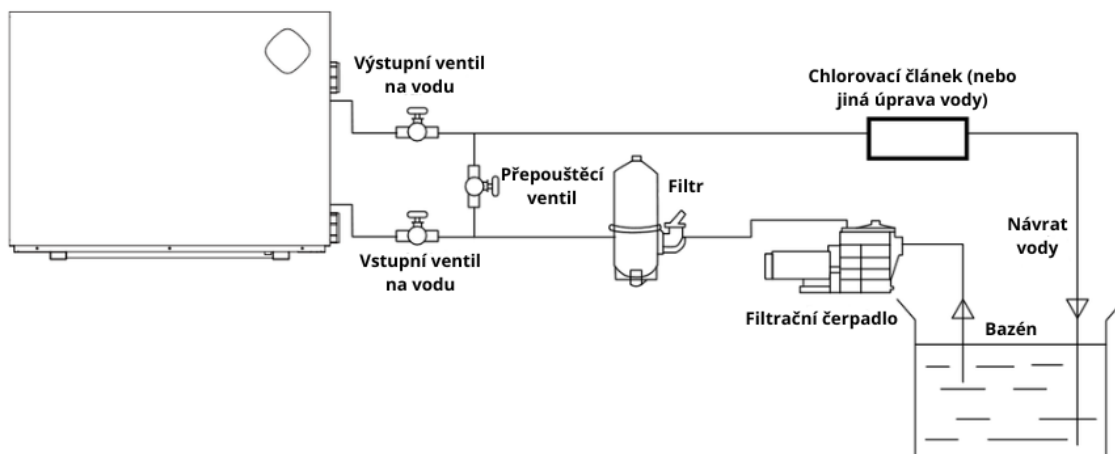 Výstupní ventil
na vodu
Chlorovací článek (nebo
jiná úprava vody)
Přepouštěcí
ventil
Filtr
Návrat
vody
Vstupní ventil
na vodu
Filtrační čerpadlo
Bazén